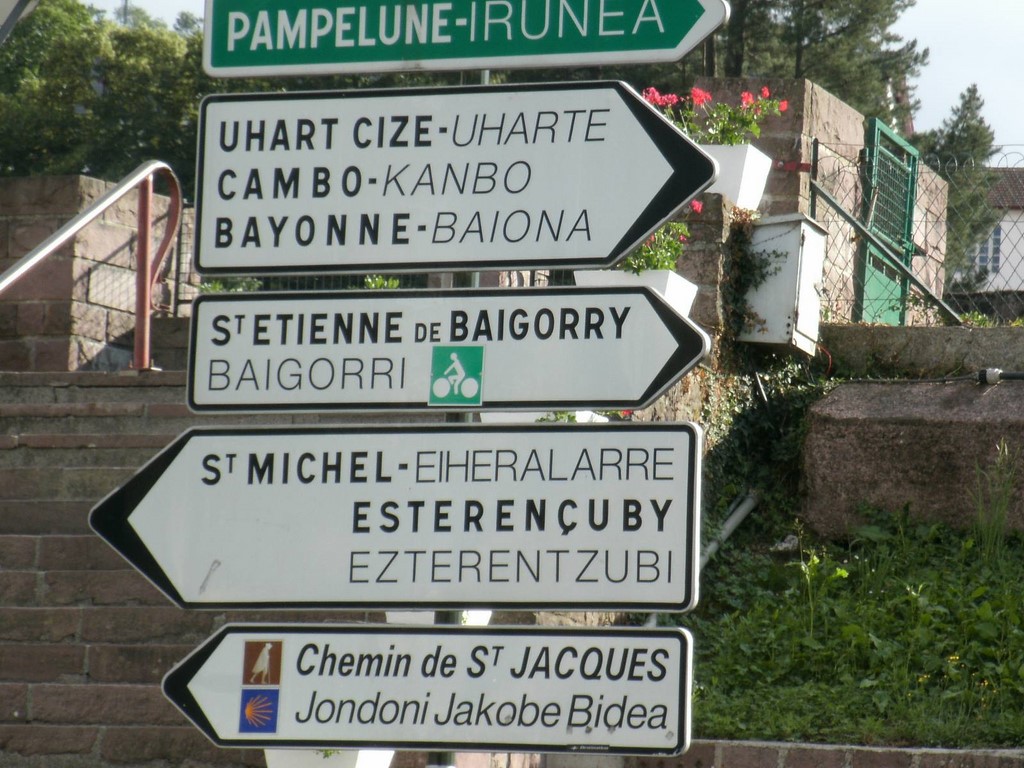 PAMPELUNE-IRUÑEA
UHART CIZE-UHARTE
CAMBO-KANBO
BAYONNE-BAIONA
ST ETIENNE DE BAIGORRY
BAIGORRI
ST MICHEL-EIHERALARRE
ESTERENÇUBY
EZTERENTZUBI
Chemin de ST JACQUES
Jondoni Jakobe Bidea